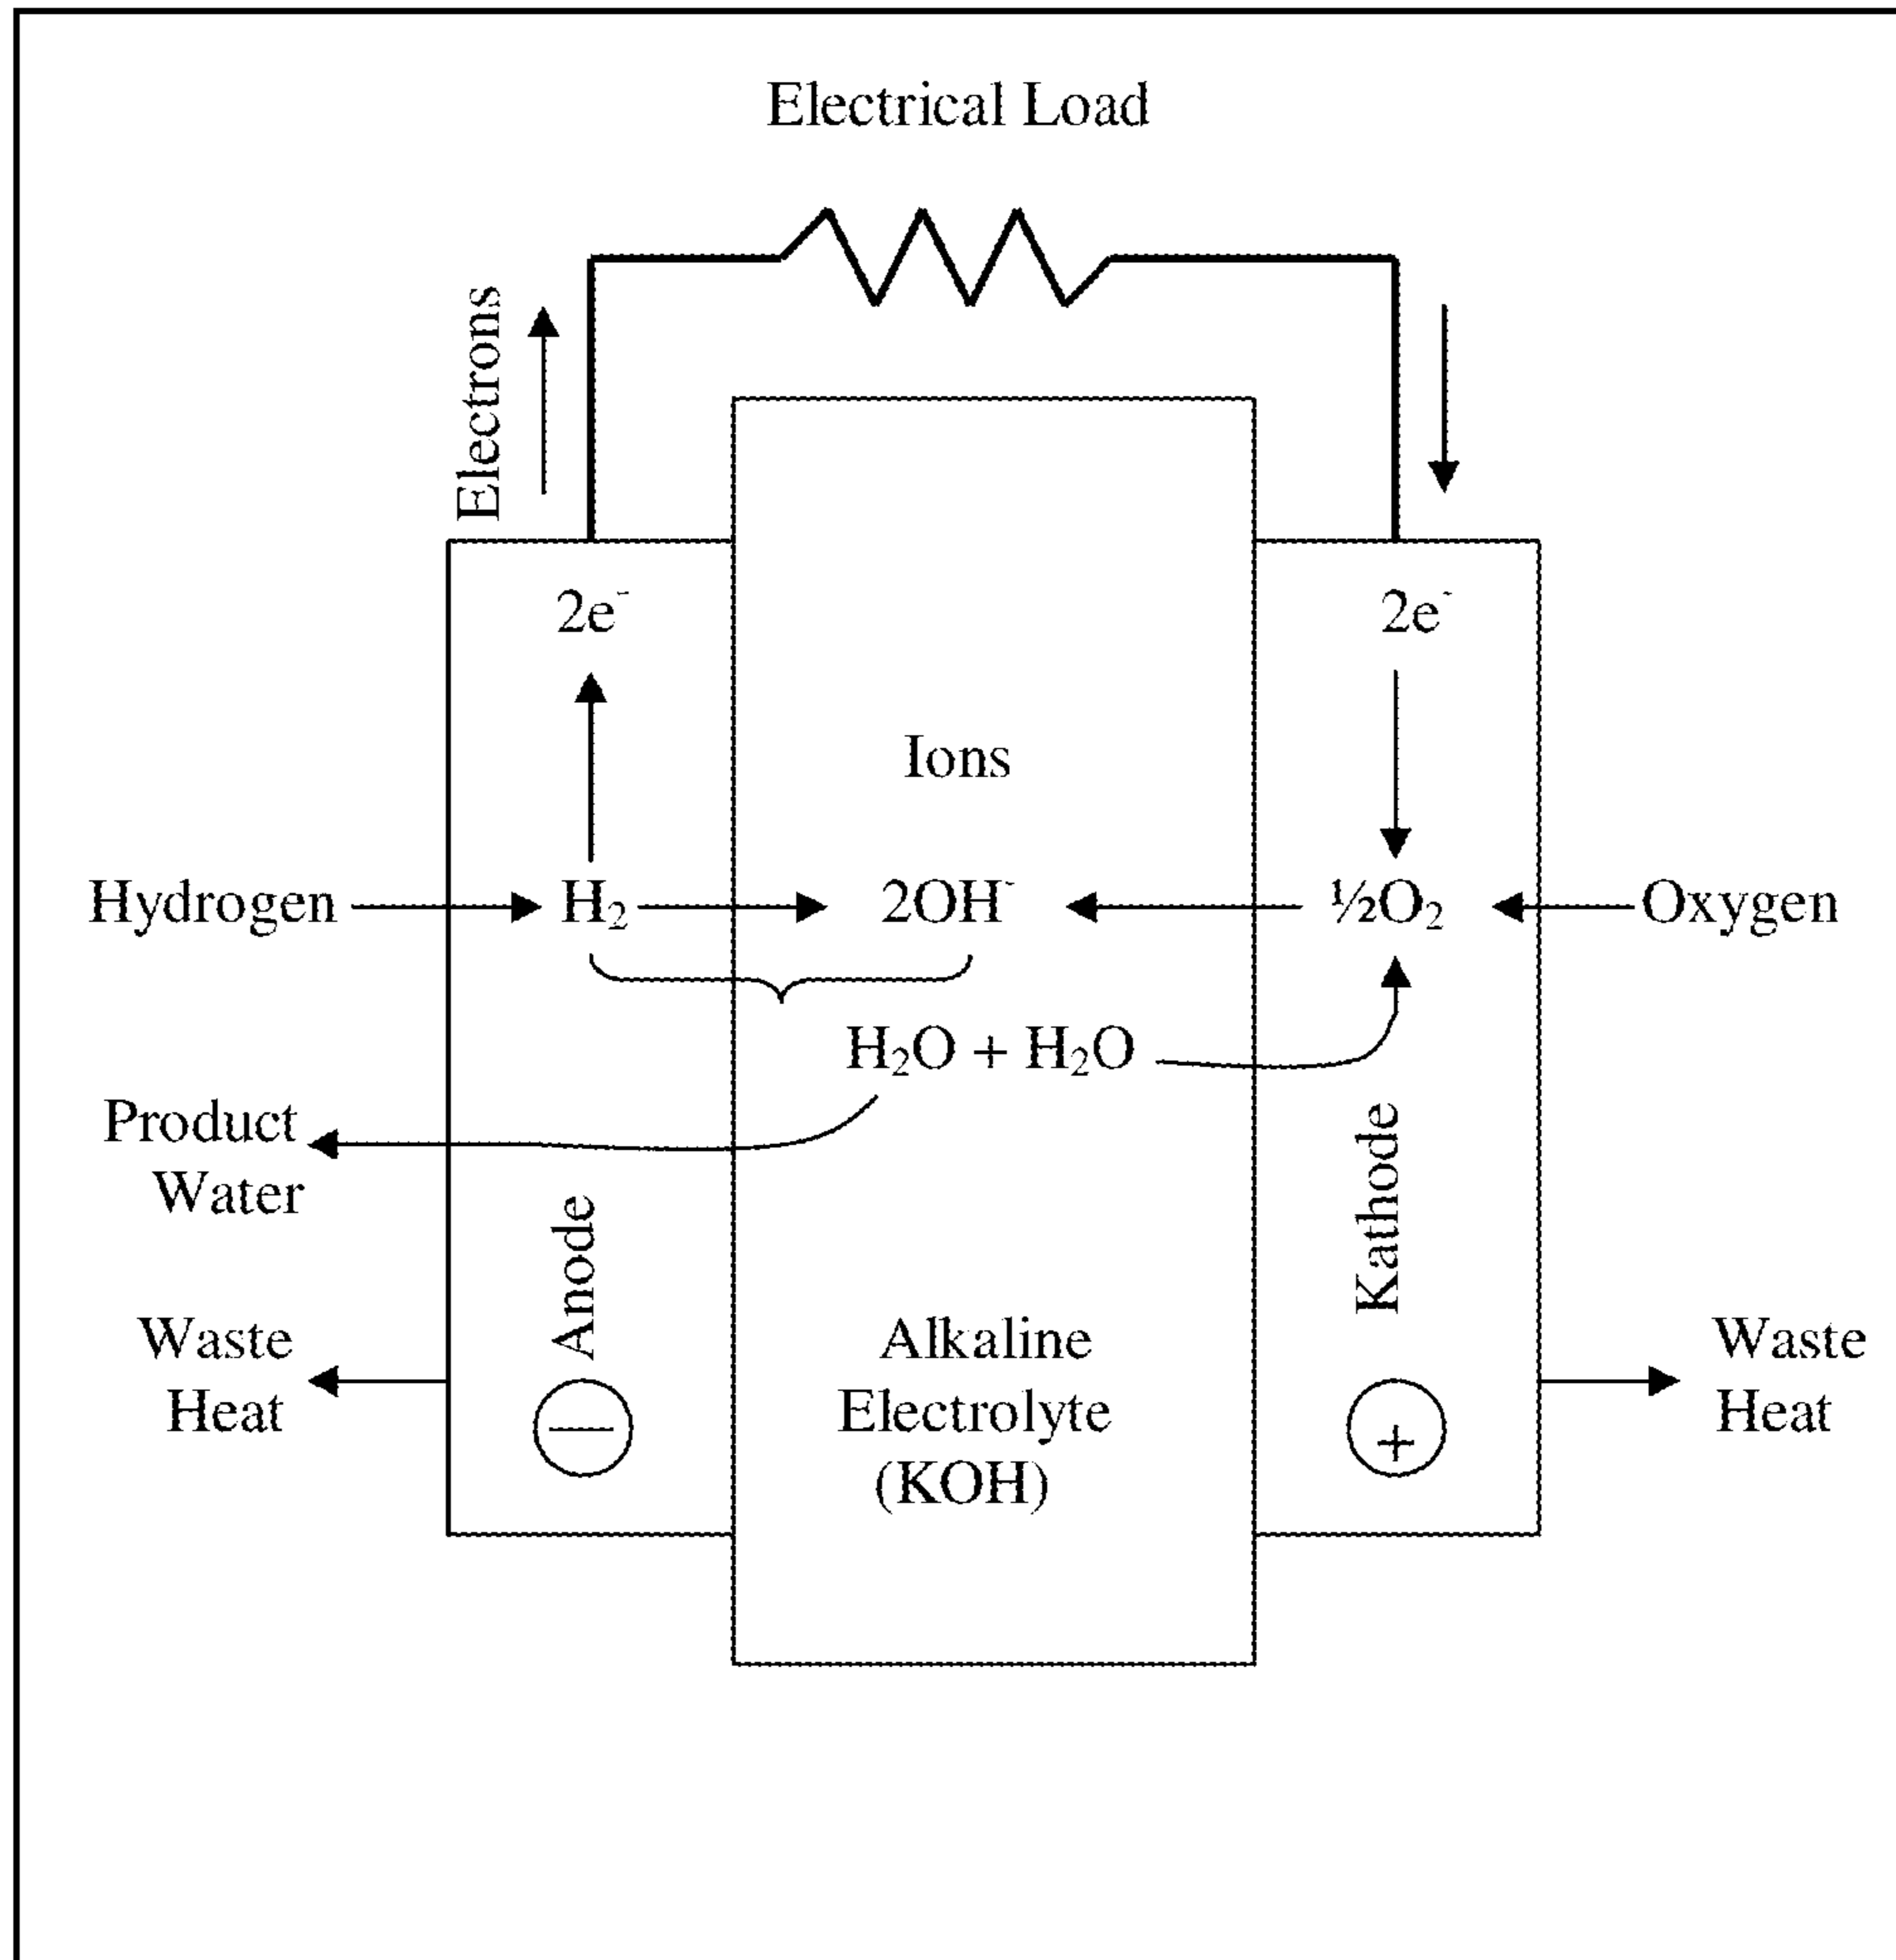 Electrical Load
Electrons
2e⁻
2e⁻
Ions
Hydrogen
H₂
2OH⁻
½O₂
Oxygen
H₂O + H₂O
Product
Water
Anode
Kathode
Waste
Heat
Alkaline
Electrolyte
(KOH)
Waste
Heat
+